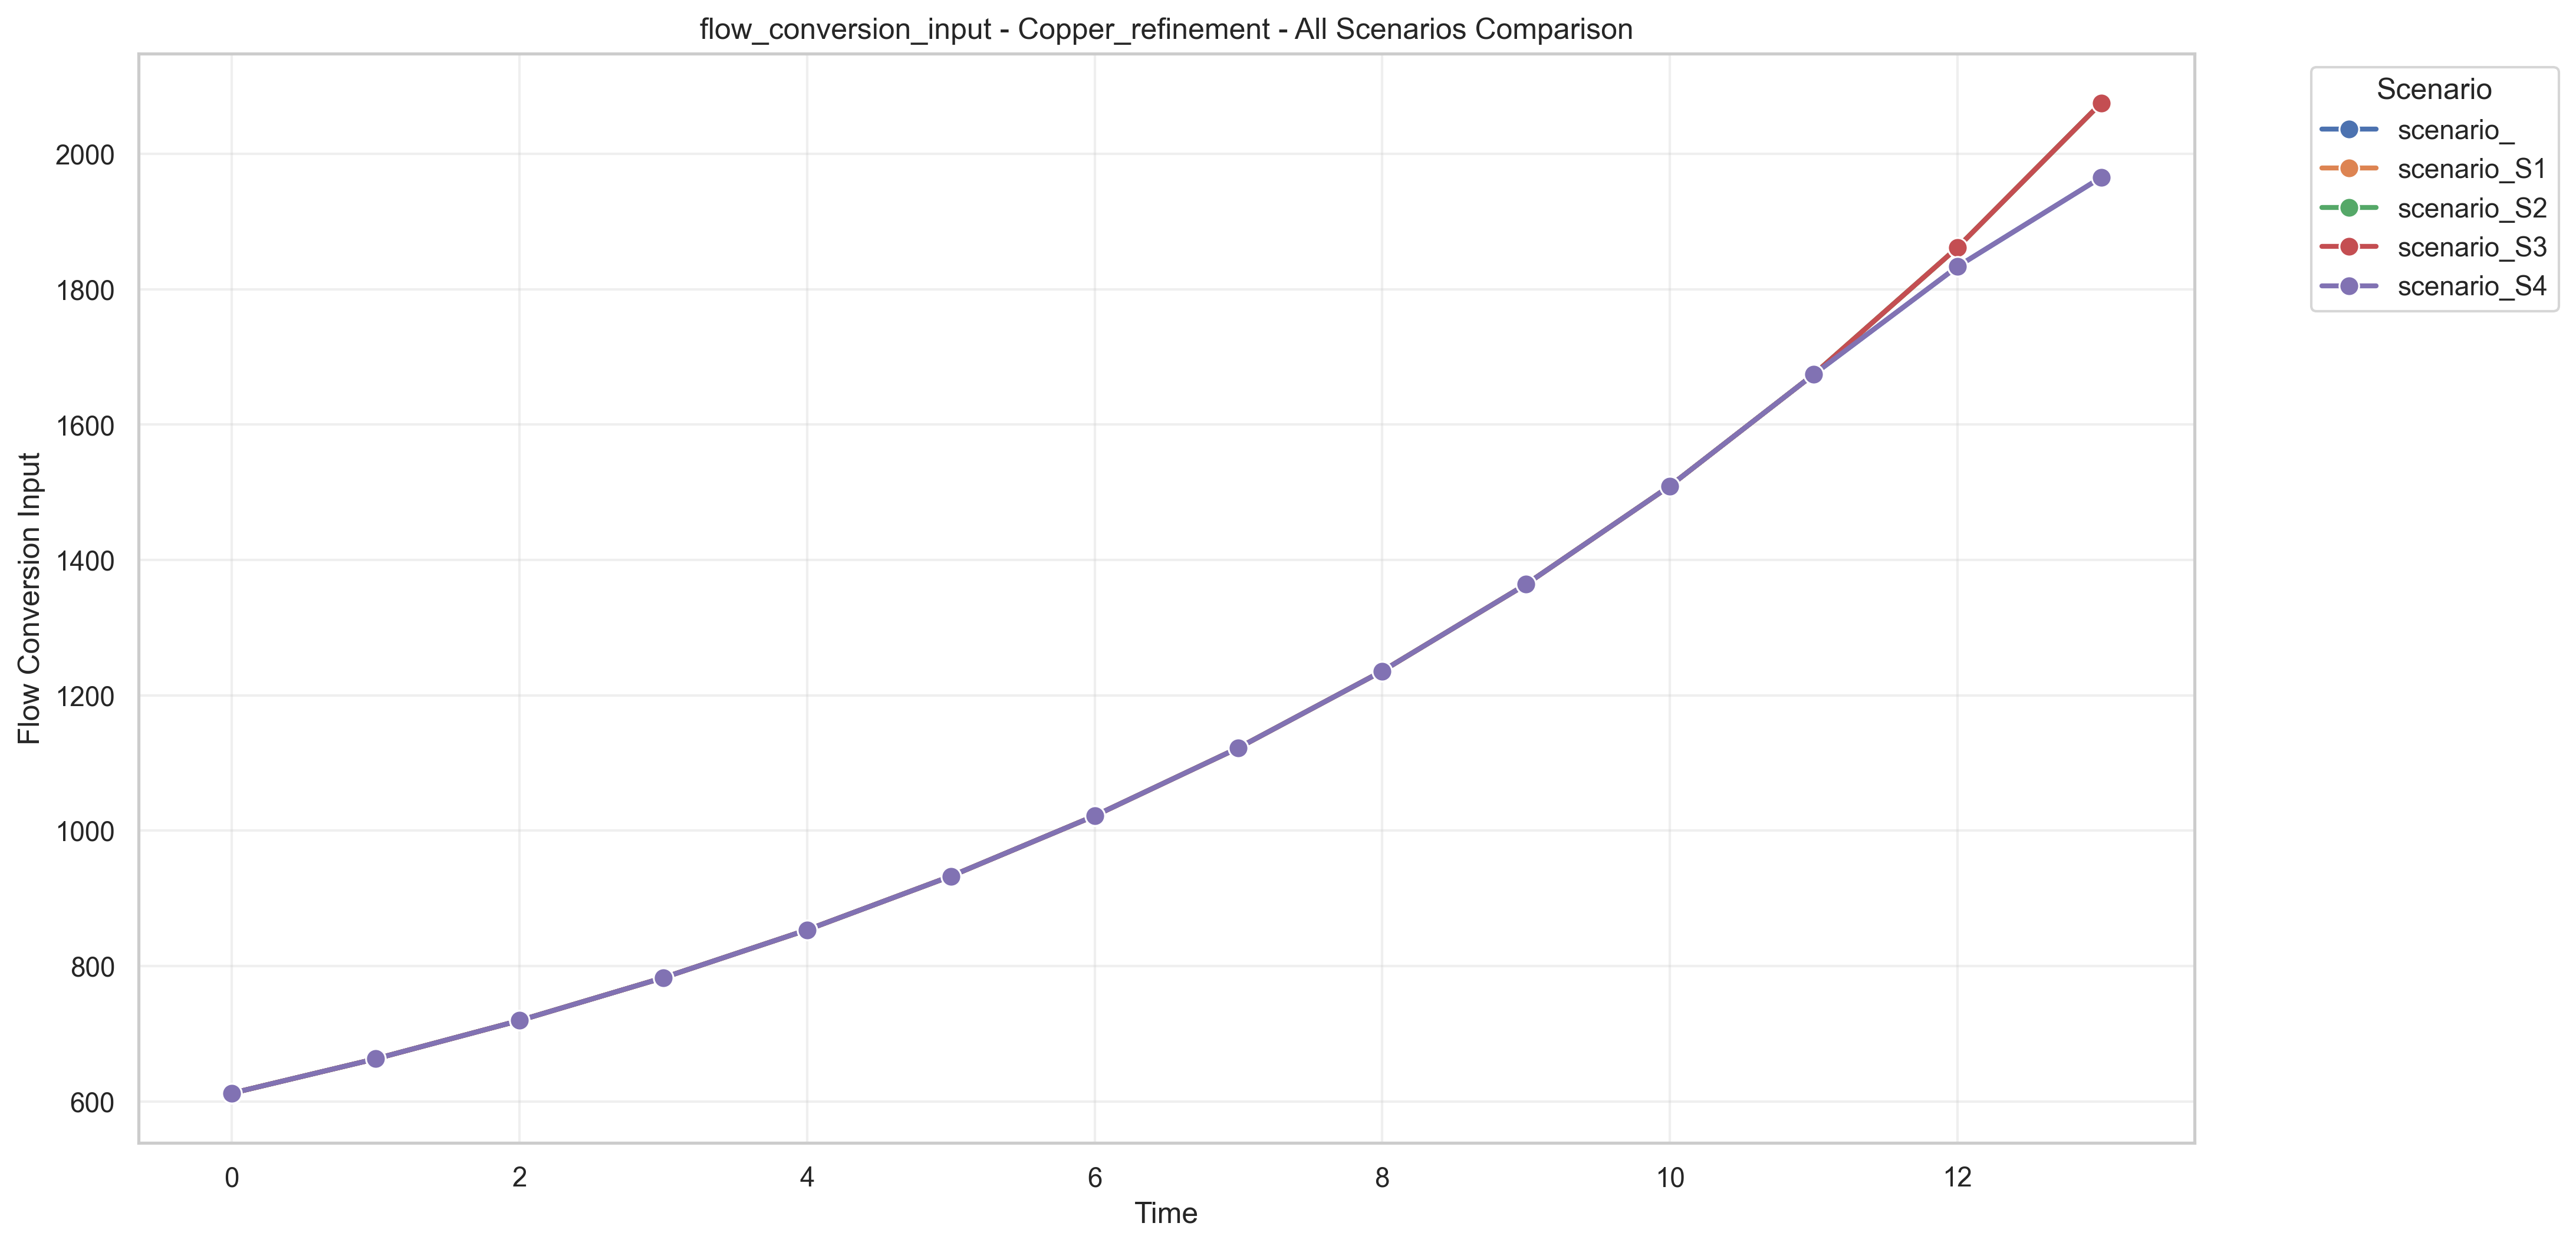 flow_conversion_input - Copper_refinement - All Scenarios Comparison
Scenario
scenario_
scenario_S1
scenario_S2
scenario_S3
scenario_S4
Flow Conversion Input
2000
1800
1600
1400
1200
1000
800
600
0 2 4 6 8 10 12
Time